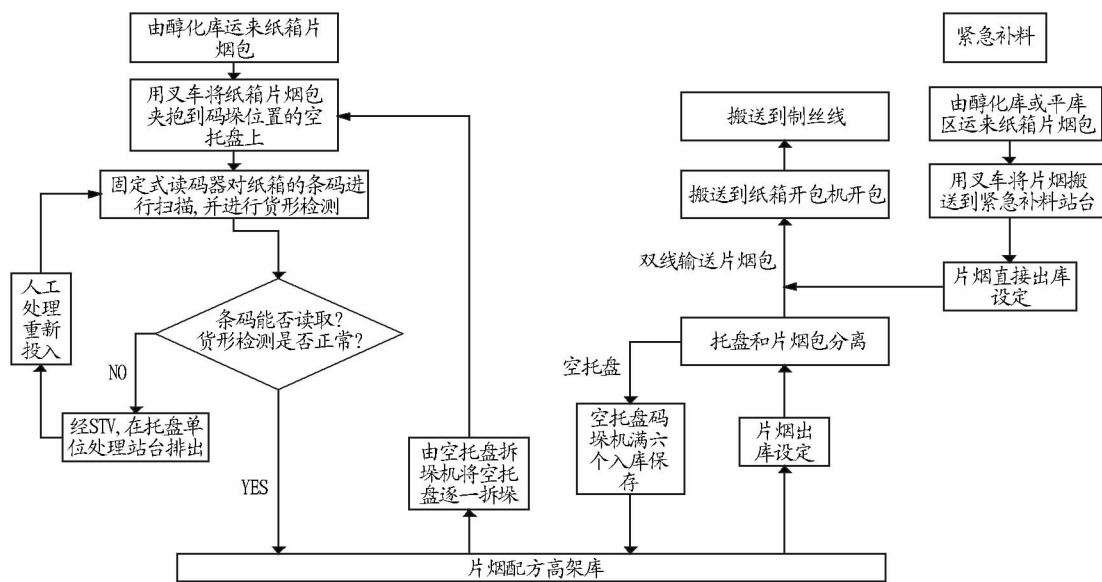 由醇化库运来纸箱片
烟包
用叉车将纸箱片烟包
夹抱到码垛位置的空
托盘上
固定式读码器对纸箱的条码进
行扫描,并进行货形检测
人工
处理
重新
投入
条码能否读取?
货形检测是否正常?
NO
经STV,在托盘单
位处理站台排出
YES
由空托盘拆
垛机将空托
盘逐一拆垛
片烟配方高架库
搬送到制丝线
搬送到纸箱开包机开包
双线输送片烟包
托盘和片烟包分离
空托盘
空托盘码
垛机满六
个入库保
存
片烟出
库设定
紧急补料
由醇化库或平库
区运来纸箱片烟包
用叉车将片烟搬
送到紧急补料站台
片烟直接出库
设定